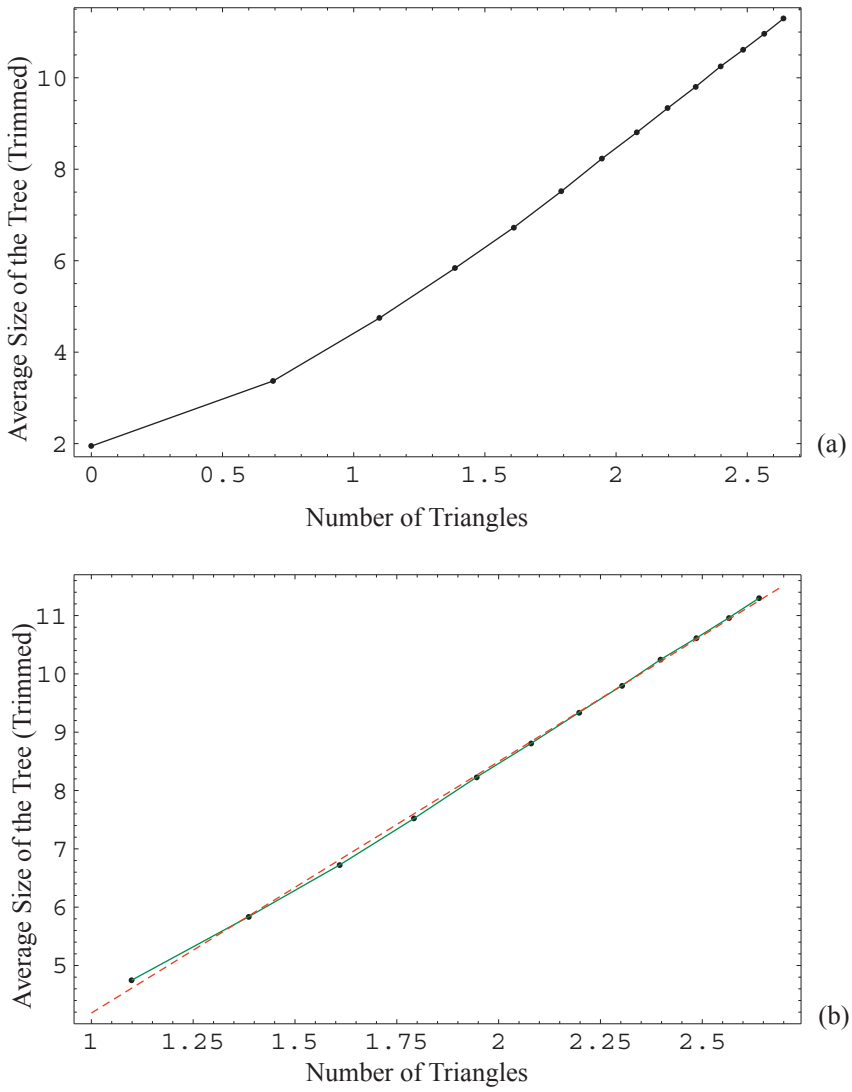 Average Size of the Tree (Trimmed)
10
8
6
4
2
0 0.5 1 1.5 2 2.5
Number of Triangles
(a)
Average Size of the Tree (Trimmed)
11
10
9
8
7
6
5
1 1.25 1.5 1.75 2 2.25 2.5
Number of Triangles
(b)